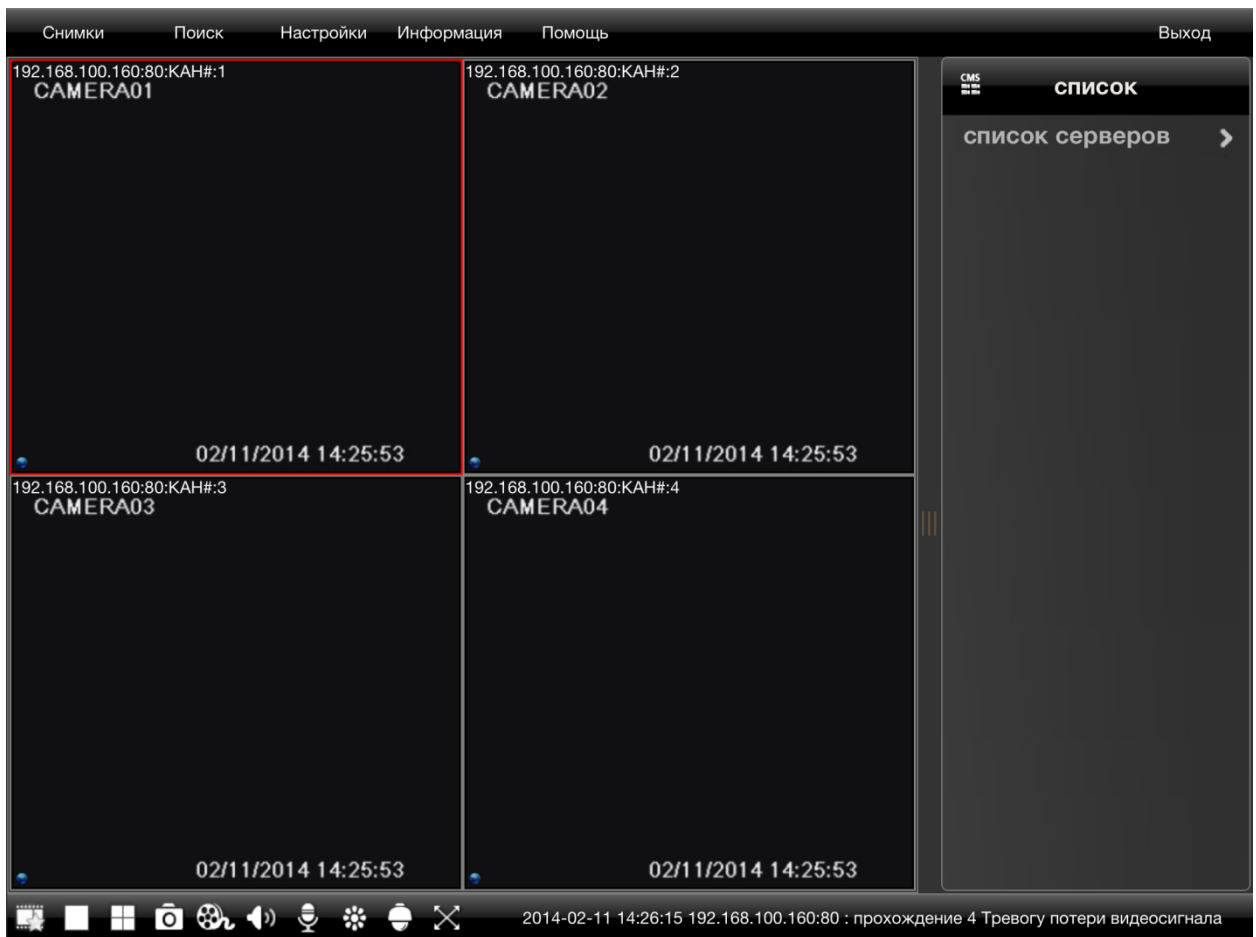 Снимки Поиск Настройки Информация Помощь Выход
192.168.100.160:80:КАН#:1
CAMERA01
02/11/2014 14:25:53
192.168.100.160:80:КАН#:2
CAMERA02
02/11/2014 14:25:53
192.168.100.160:80:КАН#:3
CAMERA03
02/11/2014 14:25:53
192.168.100.160:80:КАН#:4
CAMERA04
02/11/2014 14:25:53
CMS
список
список серверов
2014-02-11 14:26:15 192.168.100.160:80 : прохождение 4 Тревогу потери видеосигнала